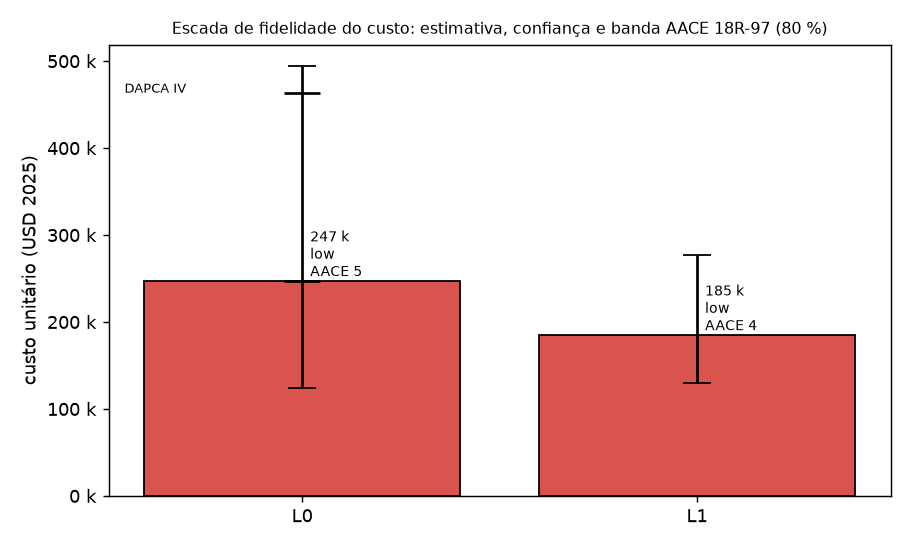 Escada de fidelidade do custo: estimativa, confiança e banda AACE 18R-97 (80 %)
custo unitário (USD 2025)
500 k
400 k
300 k
200 k
100 k
0 k
DAPCA IV
247 k
low
AACE 5
185 k
low
AACE 4
L0
L1